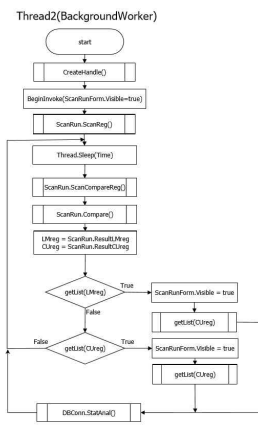 Thread2(BackgroundWorker)
start
CreateHandle()
BeginInvoke(ScanRunForm.Visible=true)
ScanRun.ScanReg()
Thread.Sleep(Time)
ScanRun.ScanCompareReg()
ScanRun.Compare()
LMreg = ScanRun.ResultLMreg
CUreg = ScanRun.ResultCUreg
getList(LMreg)
True
ScanRunForm.Visible = true
False
getList(CUreg)
False
getList(CUreg)
True
ScanRunForm.Visible = true
getList(CUreg)
DBConn.StatAnal()